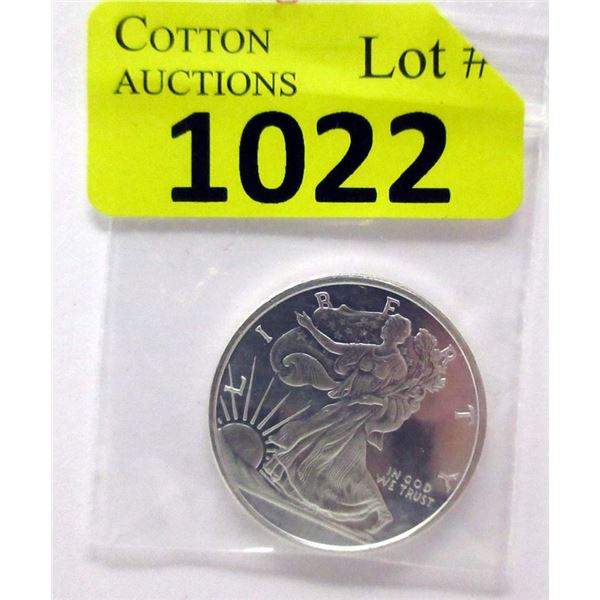 COTTON
AUCTIONS
Lot #
1022
LIBERTY
IN GOD
WE TRUST